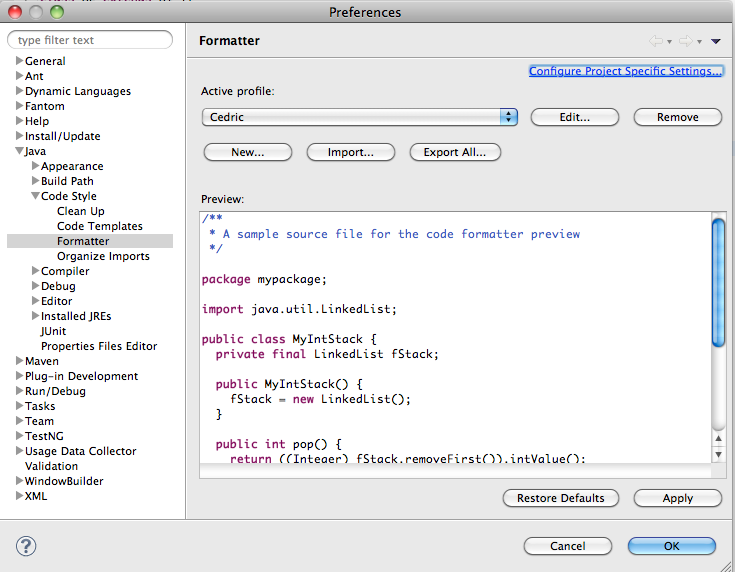 Preferences
type filter text
General
Ant
Dynamic Languages
Fantom
Help
Install/Update
Java
Appearance
Build Path
Code Style
Clean Up
Code Templates
Formatter
Organize Imports
Compiler
Debug
Editor
Installed JREs
JUnit
Properties Files Editor
Maven
Plug-in Development
Run/Debug
Tasks
Team
TestNG
Usage Data Collector
Validation
WindowBuilder
XML
Formatter
Configure Project Specific Settings...
Active profile:
Cedric
Edit...
Remove
New...
Import...
Export All...
Preview:
/**
 * A sample source file for the code formatter preview
 */
package mypackage;
import java.util.LinkedList;
public class MyIntStack {
  private final LinkedList fStack;
  public MyIntStack() {
    fStack = new LinkedList();
  }
  public int pop() {
    return ((Integer) fStack.removeFirst()).intValue();
Restore Defaults
Apply
?
Cancel
OK